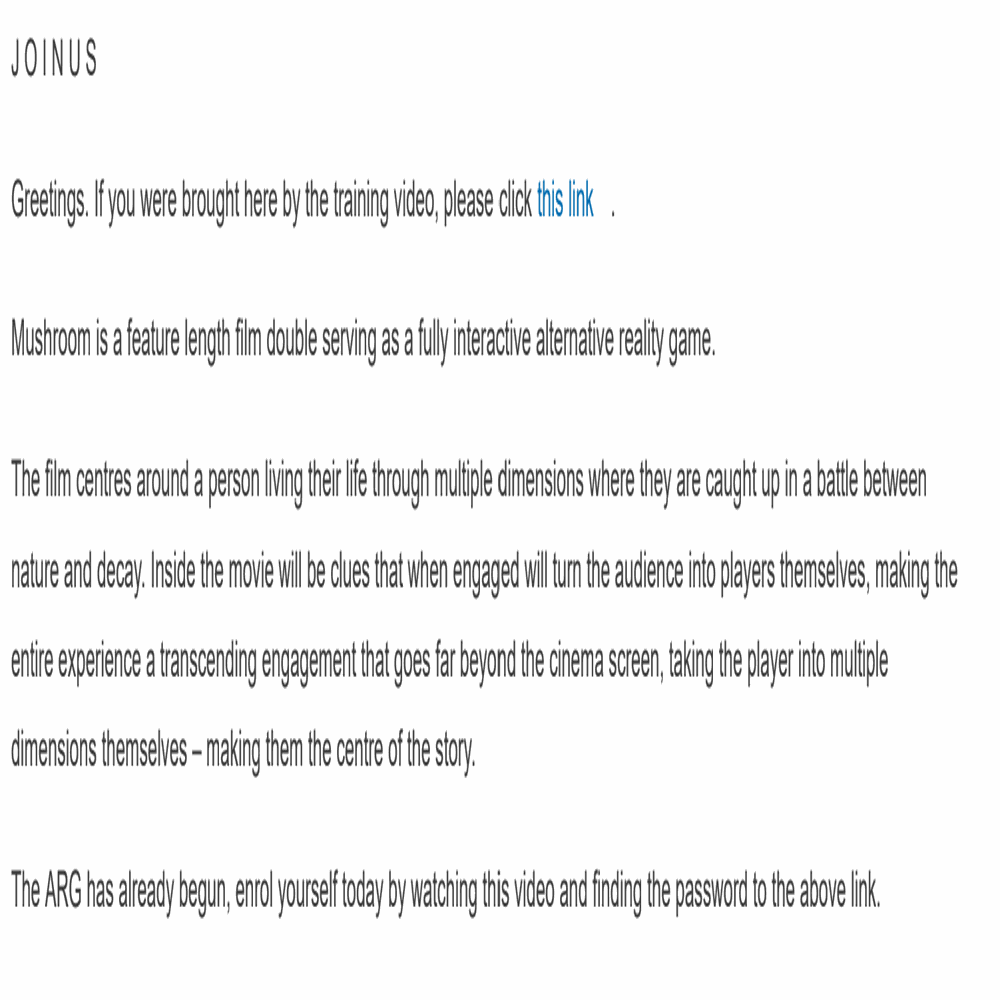 JOINUS
Greetings. If you were brought here by the training video, please click this link .
Mushroom is a feature length film double serving as a fully interactive alternative reality game.
The film centres around a person living their life through multiple dimensions where they are caught up in a battle between
nature and decay. Inside the movie will be clues that when engaged will turn the audience into players themselves, making the
entire experience a transcending engagement that goes far beyond the cinema screen, taking the player into multiple
dimensions themselves – making them the centre of the story.
The ARG has already begun, enrol yourself today by watching this video and finding the password to the above link.